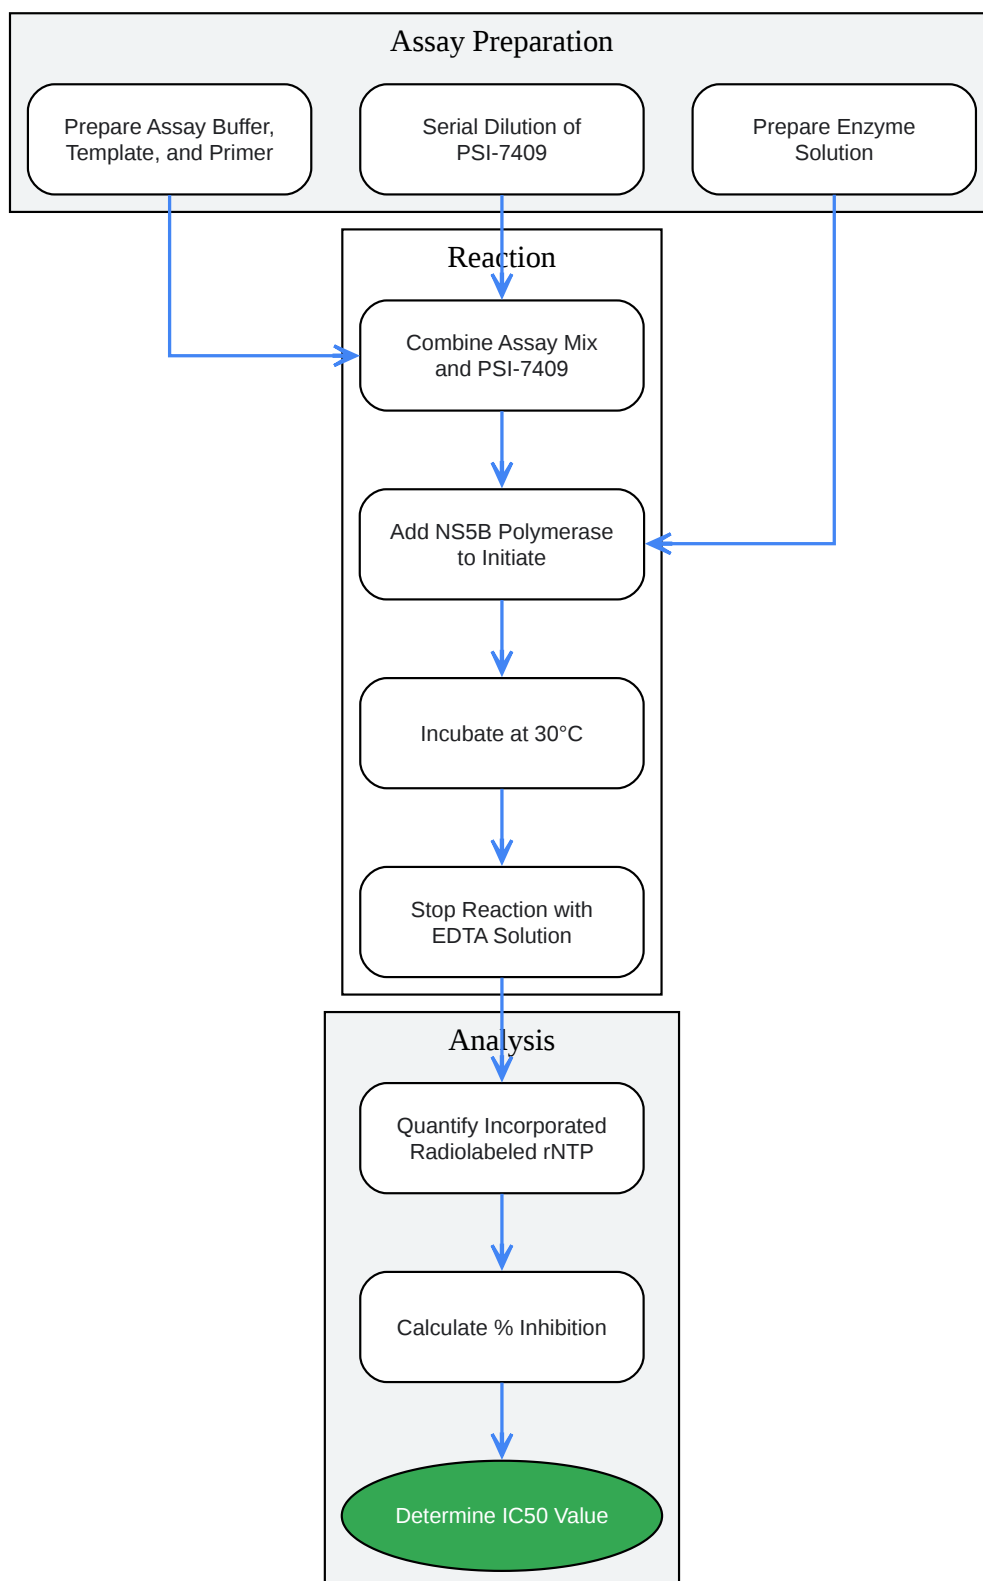 Assay Preparation
Prepare Assay Buffer,
Template, and Primer
Serial Dilution of
PSI-7409
Prepare Enzyme
Solution
Reaction
Combine Assay Mix
and PSI-7409
Add NS5B Polymerase
to Initiate
Incubate at 30°C
Stop Reaction with
EDTA Solution
Analysis
Quantify Incorporated
Radiolabeled rNTP
Calculate % Inhibition
Determine IC50 Value